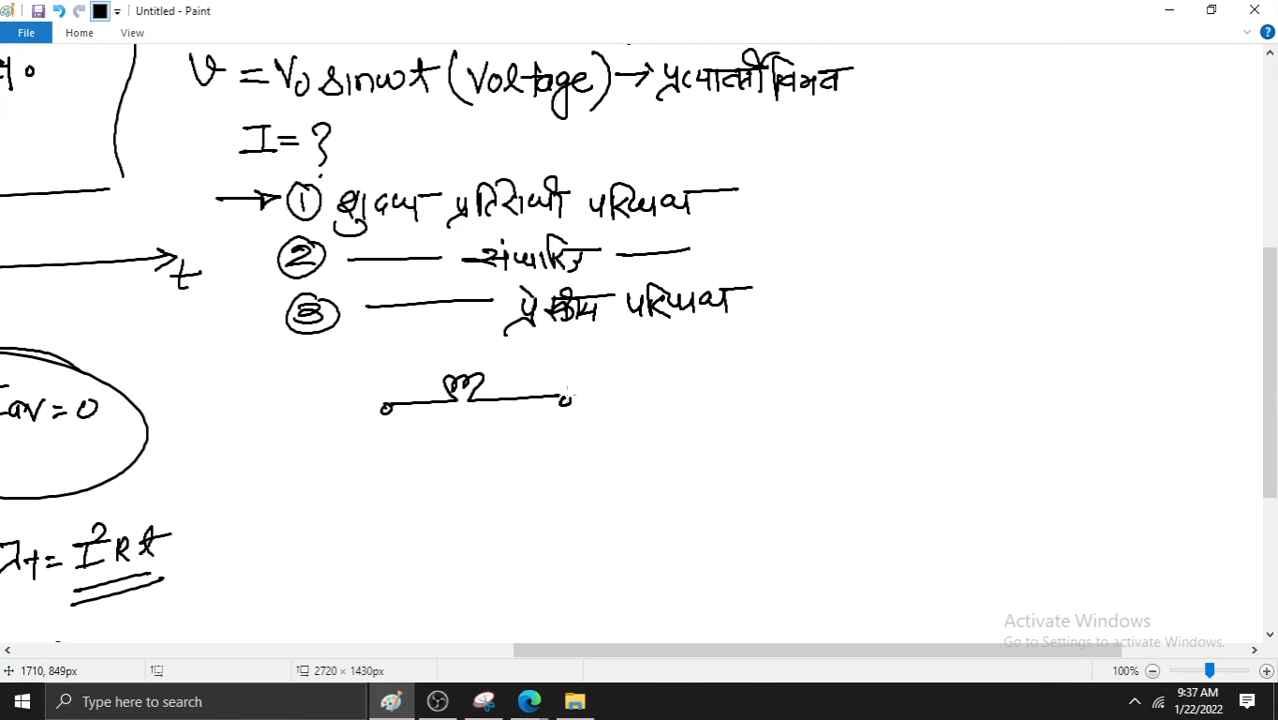 Untitled - Paint
File Home View
V = V₀ sinωt (Voltage) → प्रत्यावर्ती विभव
I = ?
→ ① शुद्ध प्रतिरोधी परिपथ
② संधारित्र
t
③ प्रेरकीय परिपथ
av = 0
= I²Rt
Activate Windows
Go to Settings to activate Windows.
1710, 849px 2720 × 1430px 100%
Type here to search
9:37 AM
1/22/2022